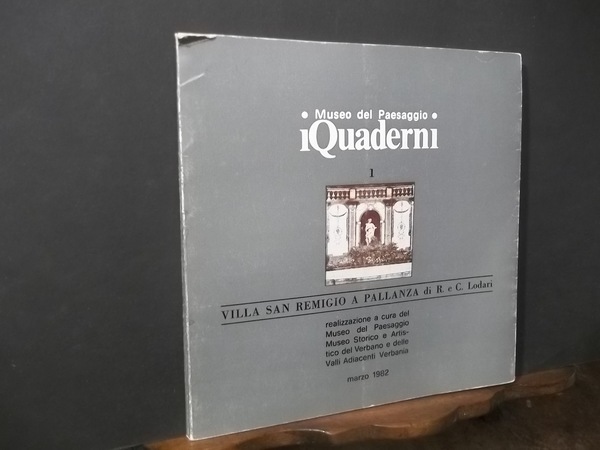 • Museo del Paesaggio •
iQuaderni
1
VILLA SAN REMIGIO A PALLANZA di R. e C. Lodari
realizzazione a cura del
Museo del Paesaggio
Museo Storico e Artis-
tico del Verbano e delle
Valli Adiacenti Verbania
marzo 1982